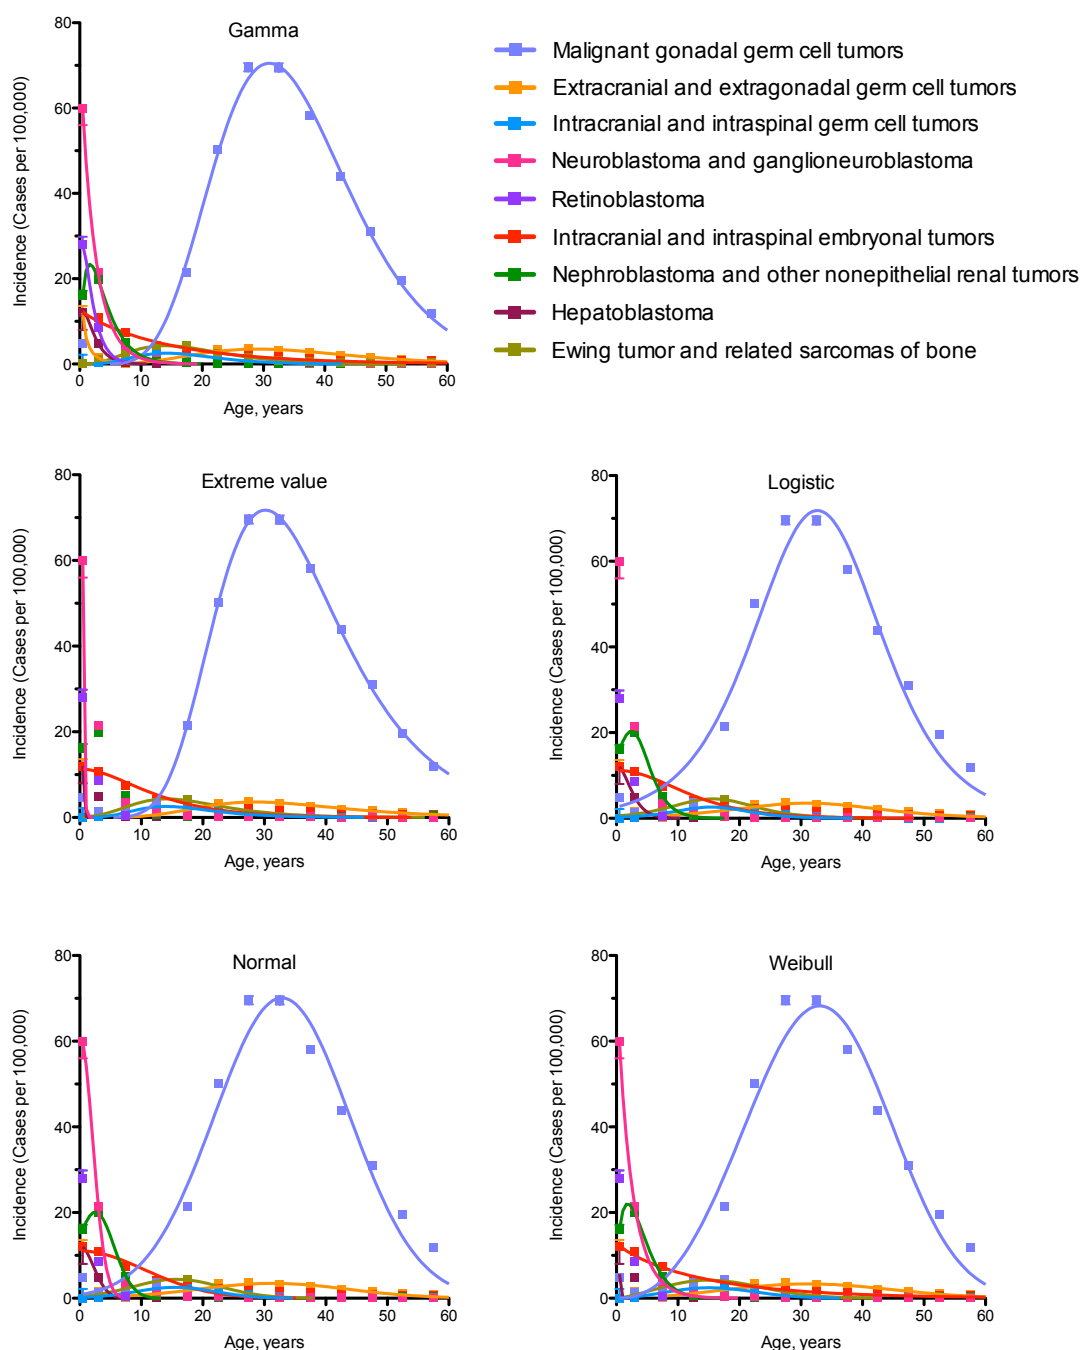 Gamma
80
60
40
20
0
0 10 20 30 40 50 60
Incidence (Cases per 100,000)
Age, years
Malignant gonadal germ cell tumors
Extracranial and extragonadal germ cell tumors
Intracranial and intraspinal germ cell tumors
Neuroblastoma and ganglioneuroblastoma
Retinoblastoma
Intracranial and intraspinal embryonal tumors
Nephroblastoma and other nonepithelial renal tumors
Hepatoblastoma
Ewing tumor and related sarcomas of bone
Extreme value
80
60
40
20
0
0 10 20 30 40 50 60
Incidence (Cases per 100,000)
Age, years
Logistic
80
60
40
20
0
0 10 20 30 40 50 60
Incidence (Cases per 100,000)
Age, years
Normal
80
60
40
20
0
0 10 20 30 40 50 60
Incidence (Cases per 100,000)
Age, years
Weibull
80
60
40
20
0
0 10 20 30 40 50 60
Incidence (Cases per 100,000)
Age, years